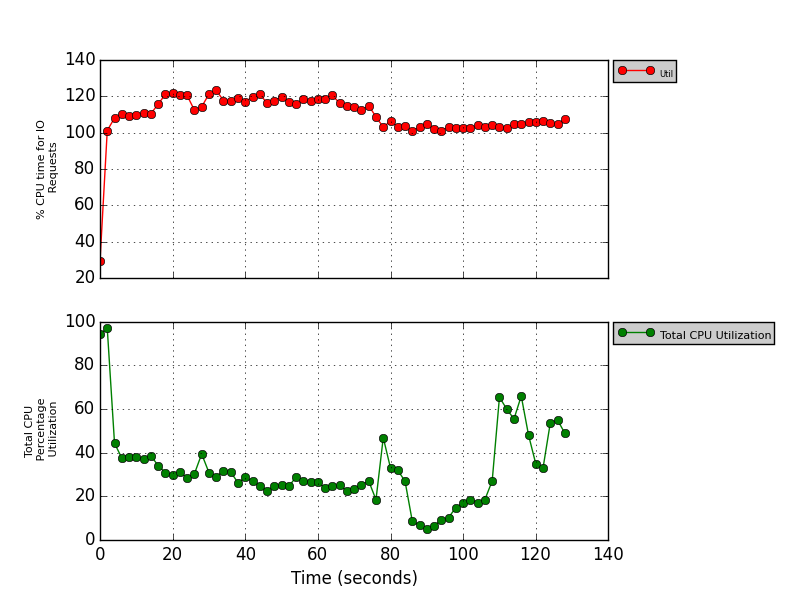 140
120
100
80
60
40
20
% CPU time for IO
Requests
Util
100
80
60
40
20
0
Total CPU
Percentage
Utilization
Total CPU Utilization
0 20 40 60 80 100 120 140
Time (seconds)